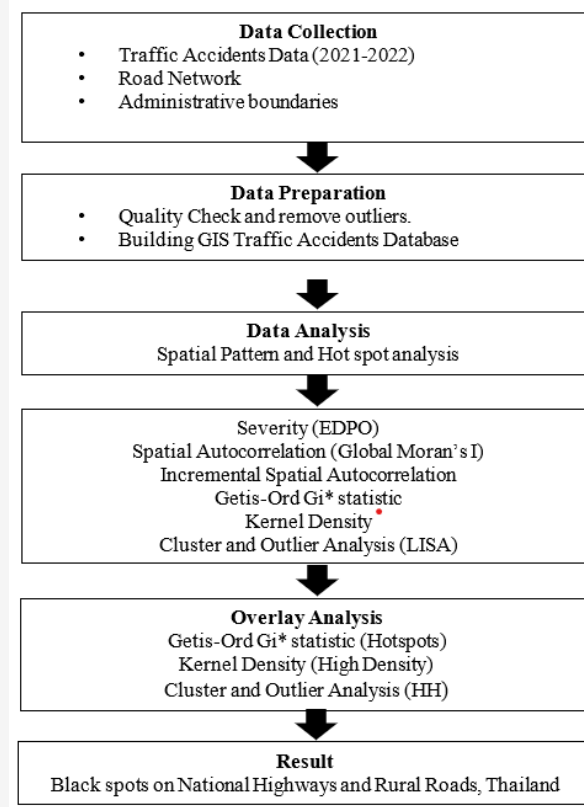 Data Collection
• Traffic Accidents Data (2021-2022)
• Road Network
• Administrative boundaries
Data Preparation
• Quality Check and remove outliers.
• Building GIS Traffic Accidents Database
Data Analysis
Spatial Pattern and Hot spot analysis
Severity (EDPO)
Spatial Autocorrelation (Global Moran's I)
Incremental Spatial Autocorrelation
Getis-Ord Gi* statistic
Kernel Density
Cluster and Outlier Analysis (LISA)
Overlay Analysis
Getis-Ord Gi* statistic (Hotspots)
Kernel Density (High Density)
Cluster and Outlier Analysis (HH)
Result
Black spots on National Highways and Rural Roads, Thailand